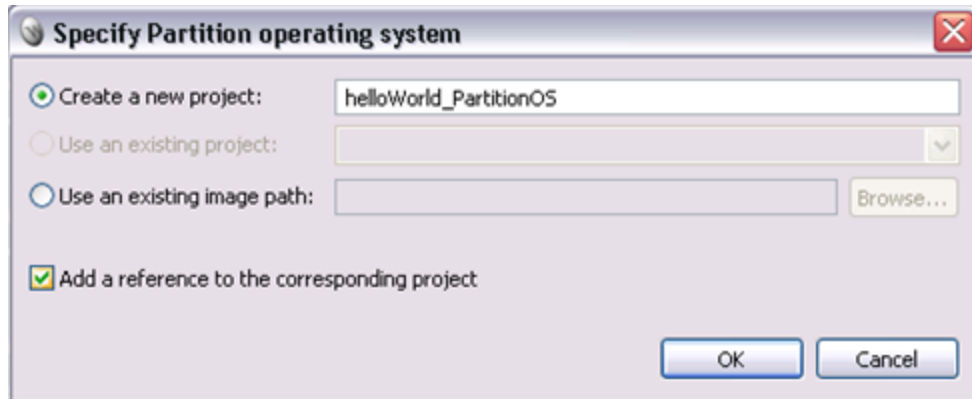 Specify Partition operating system
Create a new project: helloWorld_PartitionOS
Use an existing project:
Use an existing image path: Browse...
Add a reference to the corresponding project
OK Cancel